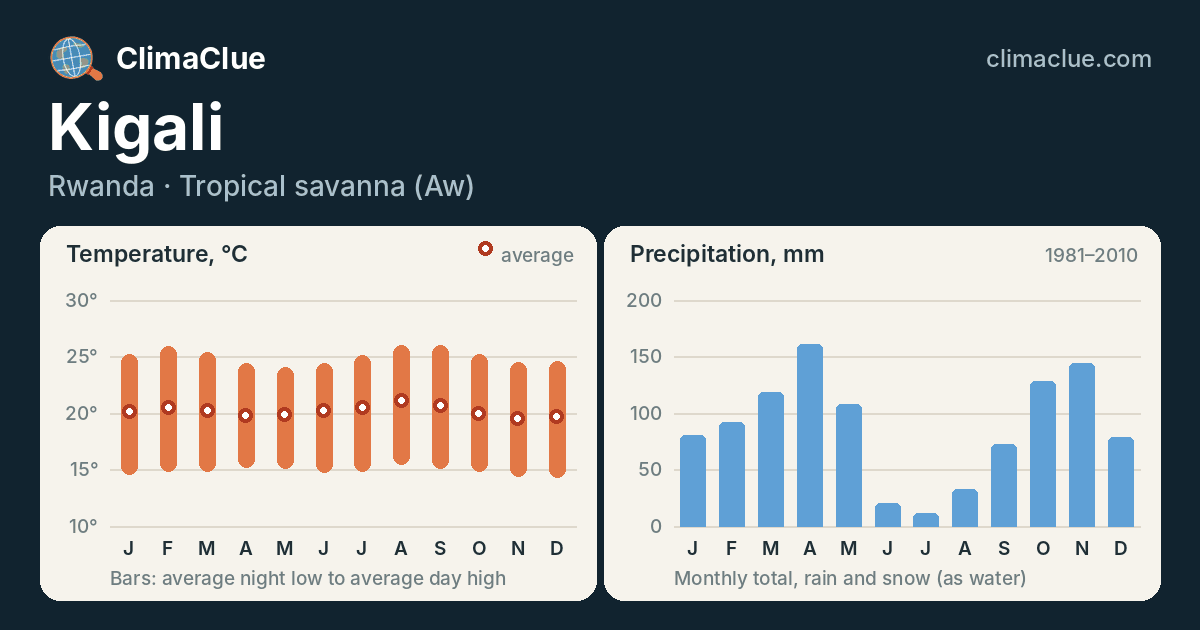 ClimaClue
climaclue.com
Kigali
Rwanda · Tropical savanna (Aw)
Temperature, °C
average
30°
25°
20°
15°
10°
J F M A M J J A S O N D
Bars: average night low to average day high
Precipitation, mm
1981–2010
200
150
100
50
0
J F M A M J J A S O N D
Monthly total, rain and snow (as water)